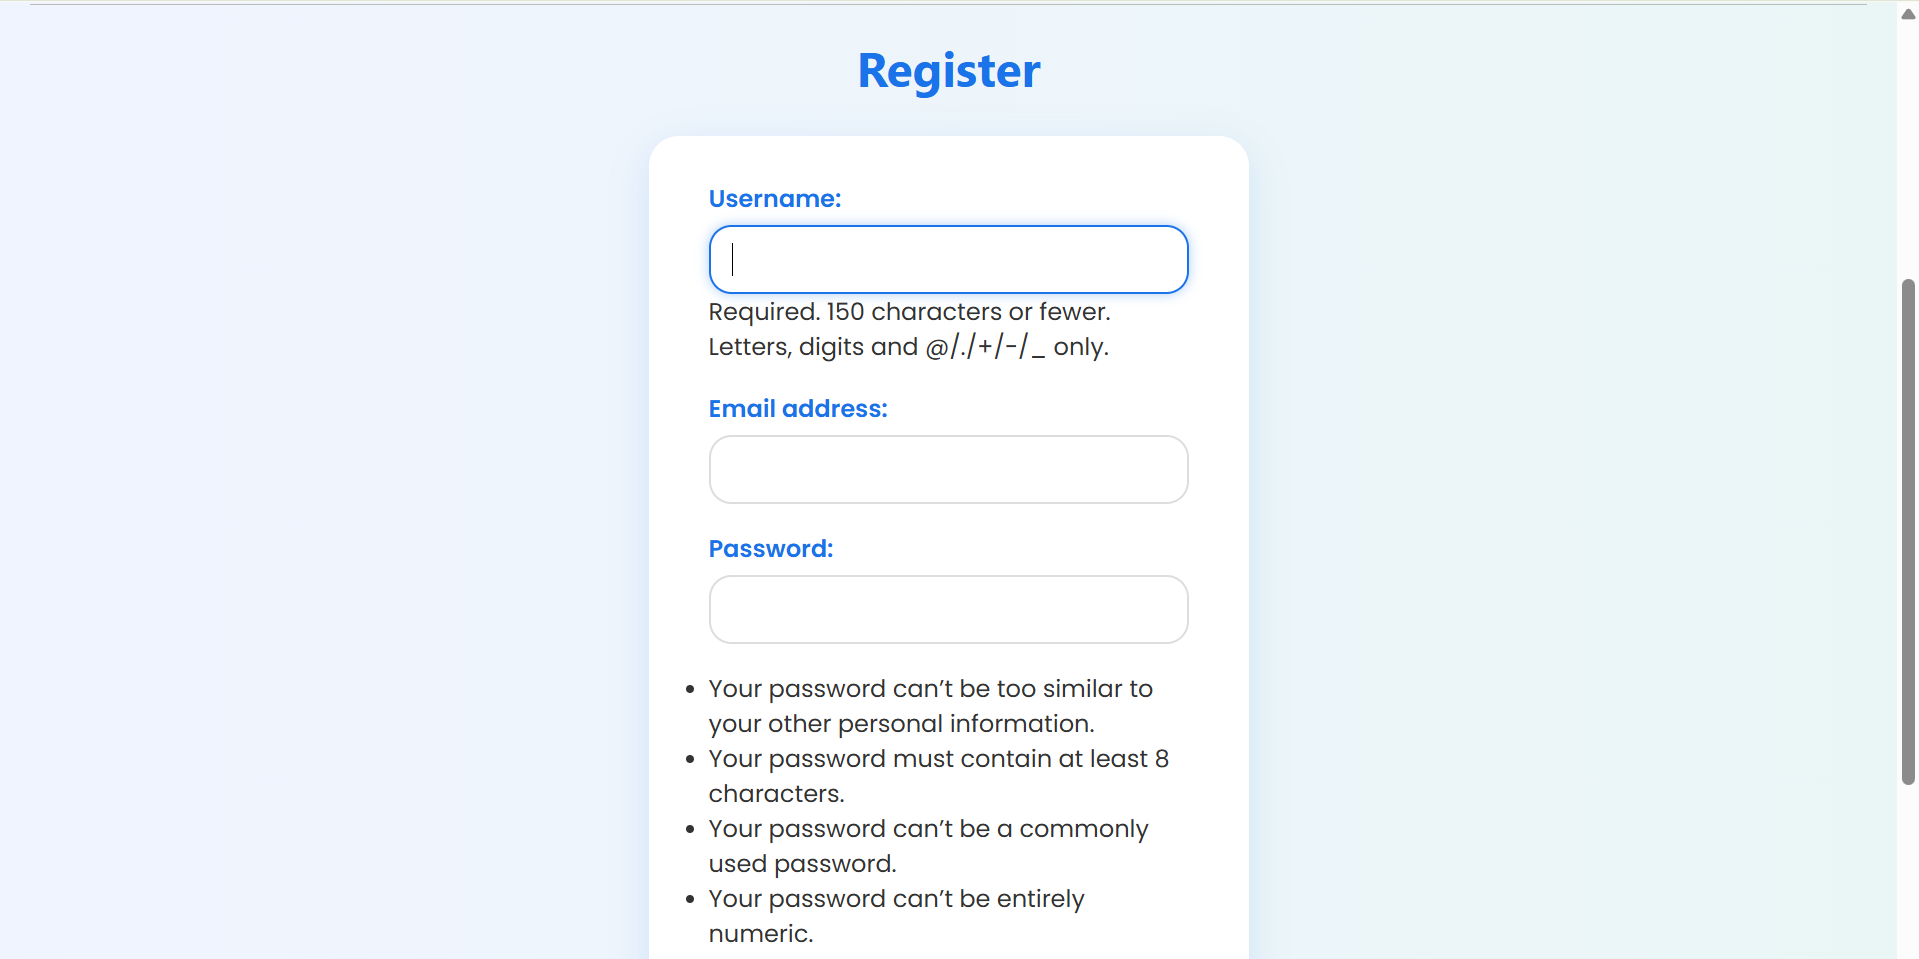 Register
Username:
Required. 150 characters or fewer.
Letters, digits and @/./+/-/_ only.
Email address:
Password:
Your password can’t be too similar to
your other personal information.
Your password must contain at least 8
characters.
Your password can’t be a commonly
used password.
Your password can’t be entirely
numeric.